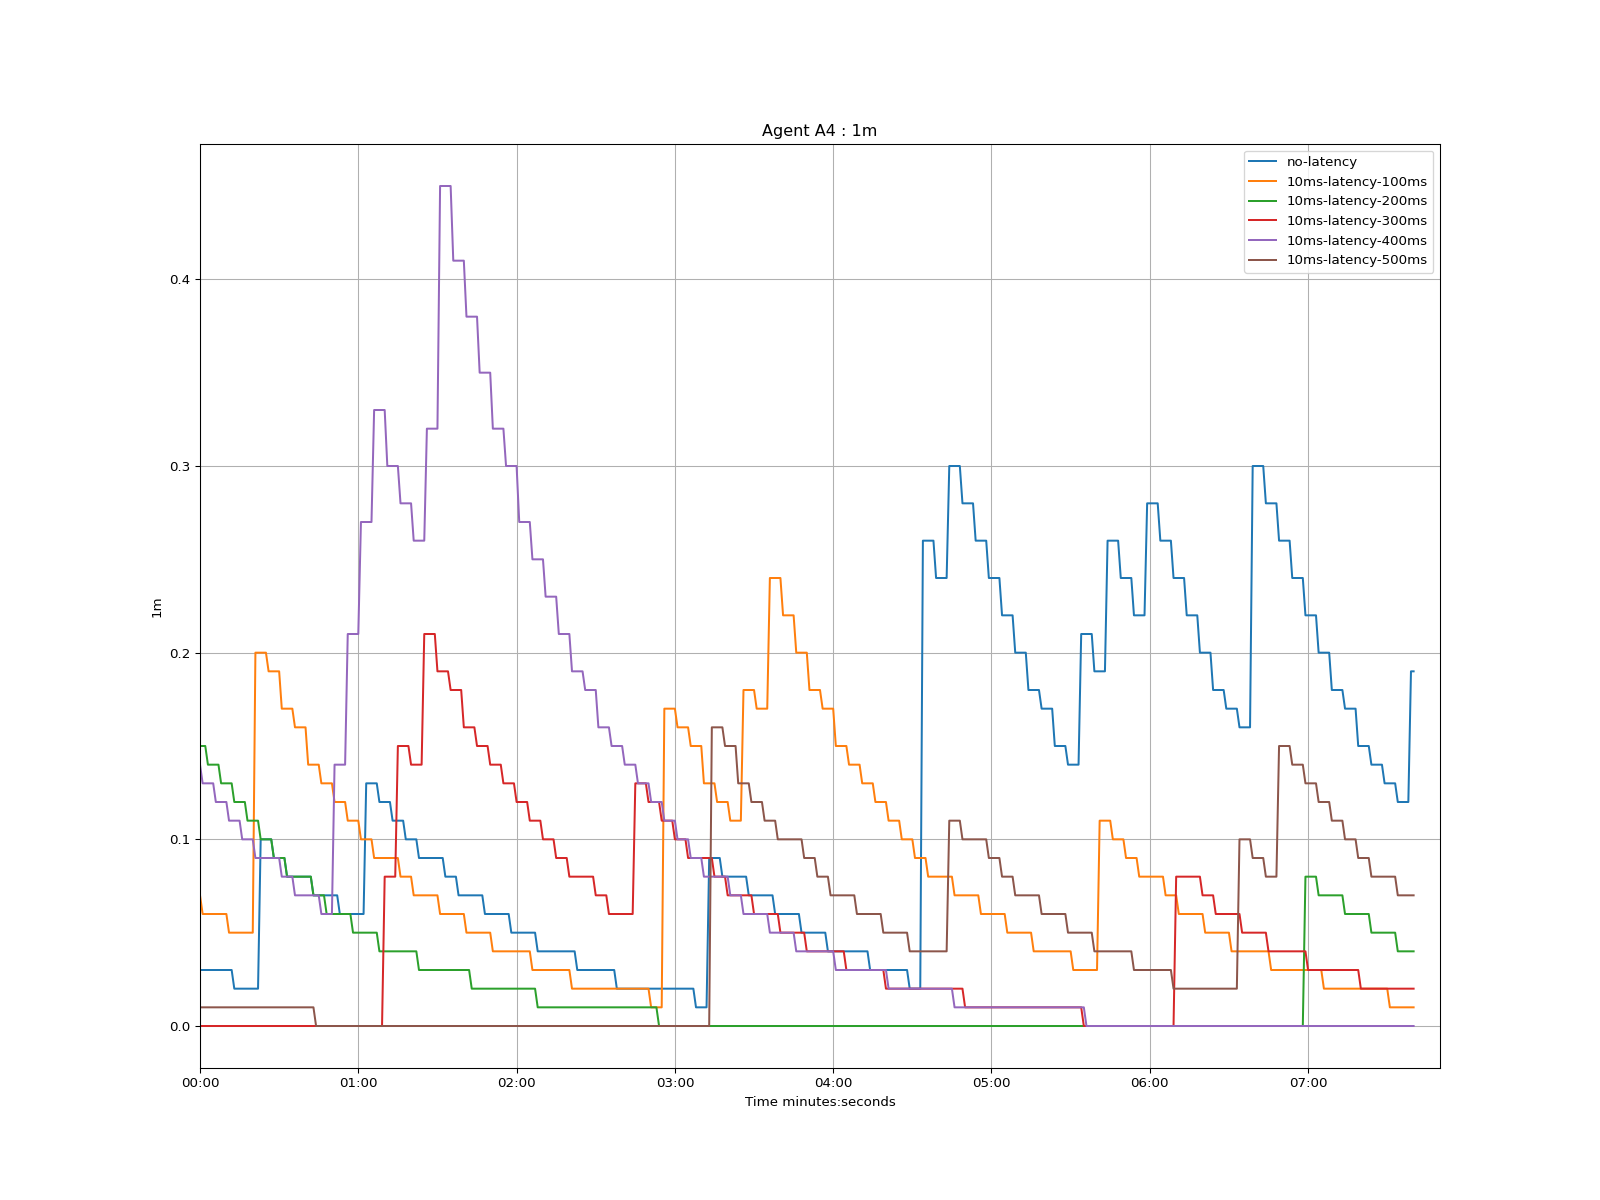 Agent A4 : 1m
no-latency
10ms-latency-100ms
10ms-latency-200ms
10ms-latency-300ms
10ms-latency-400ms
10ms-latency-500ms
0.4
0.3
0.2
0.1
0.0
1m
00:00 01:00 02:00 03:00 04:00 05:00 06:00 07:00
Time minutes:seconds